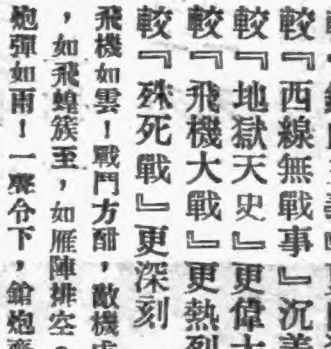 較『西線無戰事』沉美
較『地獄天史』更偉大
較『飛機大戰』更熱烈
較『殊死戰』更深刻
飛機如雲!戰鬥方酣,敵機
,如飛蝗簇至,如雁陣排空。
炮彈如雨!一聲令下,鎗炮齊